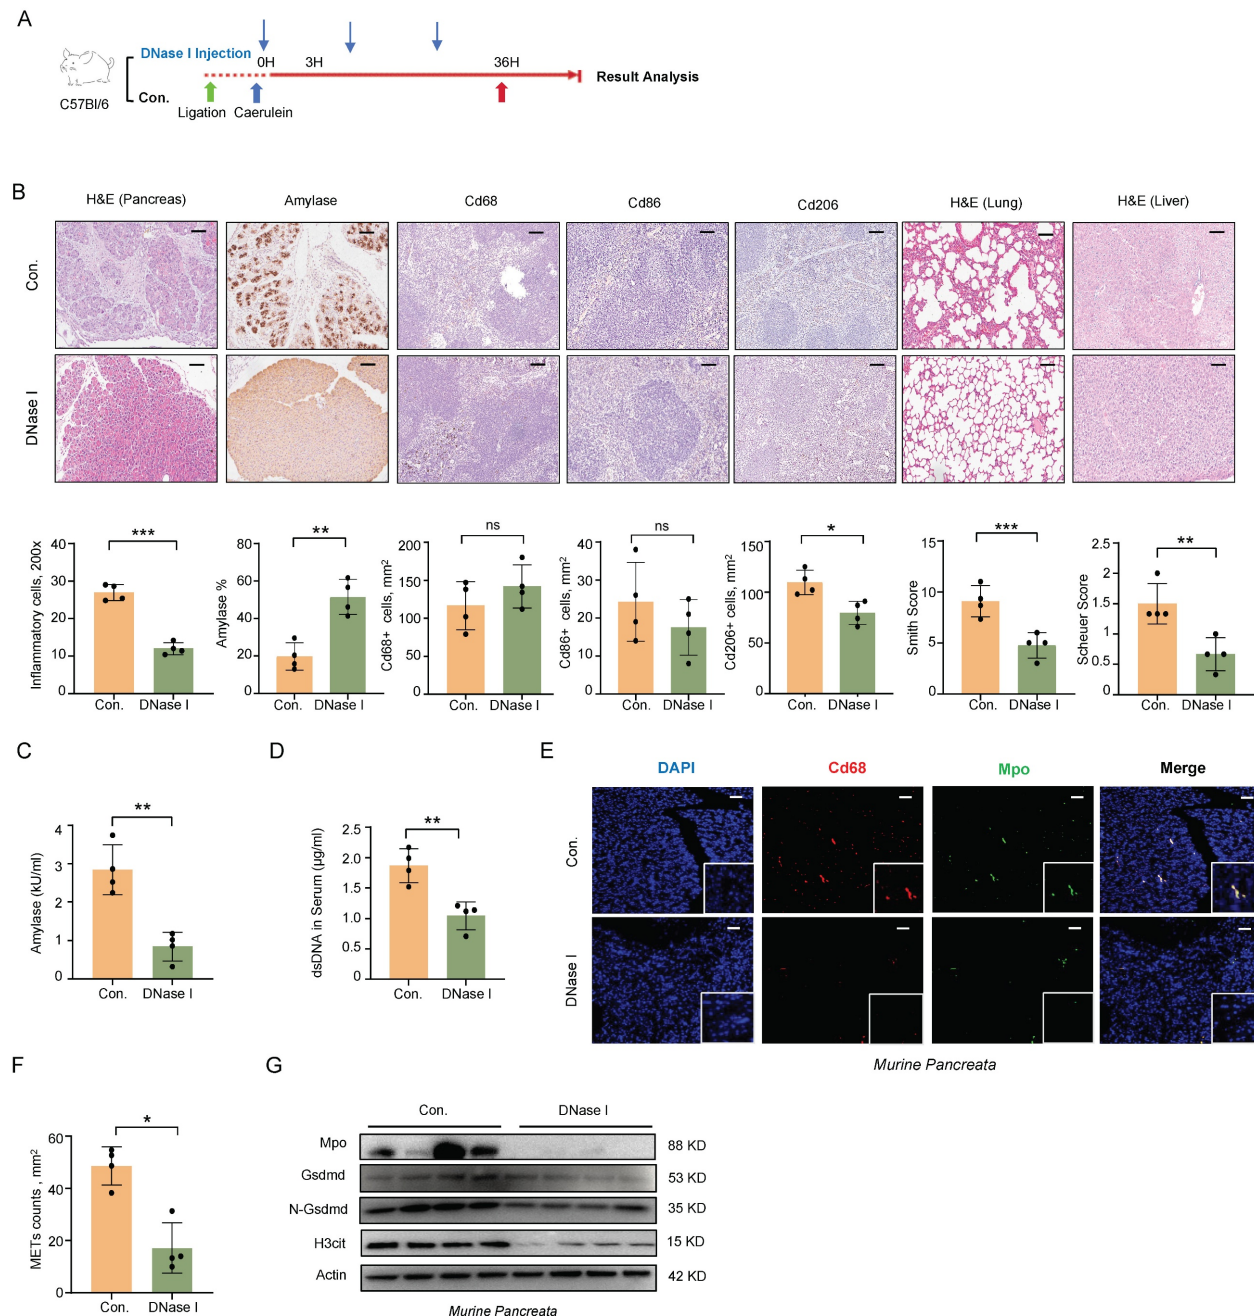 A
DNase I Injection
0H
3H
36H
Result Analysis
C57Bl/6
Con.
Ligation
Caerulein
B
H&E (Pancreas)
Amylase
Cd68
Cd86
Cd206
H&E (Lung)
H&E (Liver)
Con.
DNase I
Inflammatory cells, 200x
40
30
20
10
0
***
Con.
DNase I
Amylase %
80
60
40
20
0
**
Con.
DNase I
Cd68+ cells, mm2
200
150
100
50
0
ns
Con.
DNase I
Cd86+ cells, mm2
40
30
20
10
0
ns
Con.
DNase I
Cd206+ cells, mm2
150
100
50
0
*
Con.
DNase I
Smith Score
15
10
5
0
***
Con.
DNase I
Scheuer Score
2.5
2
1.5
1
0.5
0
**
Con.
DNase I
C
Amylase (kU/ml)
4
3
2
1
0
**
Con.
DNase I
D
dsDNA in Serum (μg/ml)
2.5
2.0
1.5
1.0
0.5
0
**
Con.
DNase I
E
DAPI
Cd68
Mpo
Merge
Con.
DNase I
Murine Pancreata
F
METs counts , mm2
60
40
20
0
*
Con.
DNase I
G
Con.
DNase I
Mpo
88 KD
Gsdmd
53 KD
N-Gsdmd
35 KD
H3cit
15 KD
Actin
42 KD
Murine Pancreata